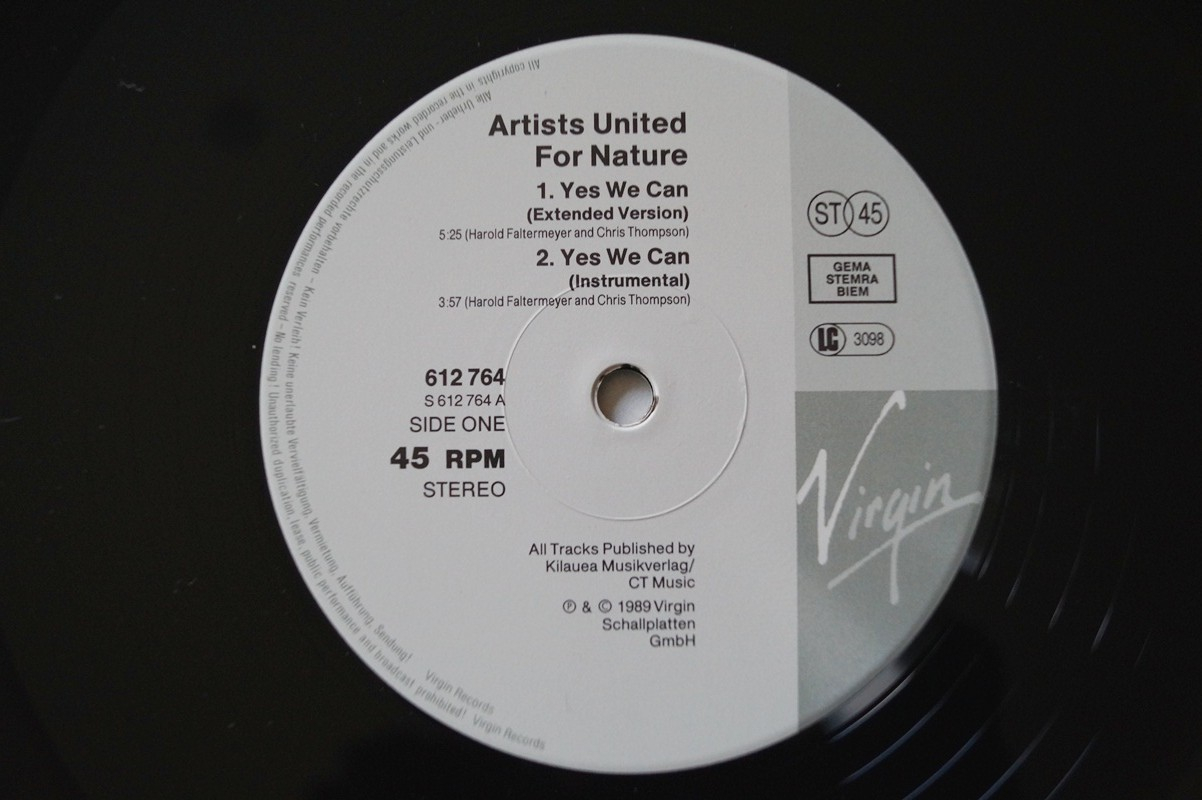 Artists United
For Nature
1. Yes We Can
(Extended Version)
5:25 (Harold Faltermeyer and Chris Thompson)
2. Yes We Can
(Instrumental)
3:57 (Harold Faltermeyer and Chris Thompson)
612 764
S 612 764 A
SIDE ONE
45 RPM
STEREO
All Tracks Published by
Kilauea Musikverlag/
CT Music
℗ & © 1989 Virgin
Schallplatten
GmbH
ST 45
GEMA
STEMRA
BIEM
LC 3098
Virgin
Alle Urheber- und Leistungsschutzrechte vorbehalten – Kein Verleih! Keine unerlaubte Vervielfältigung, Vermietung, Aufführung, Sendung! Virgin Records
All copyrights in the recorded works and in the recorded performances reserved – No lending! Unauthorized duplication, lease, public performance and broadcast prohibited! Virgin Records